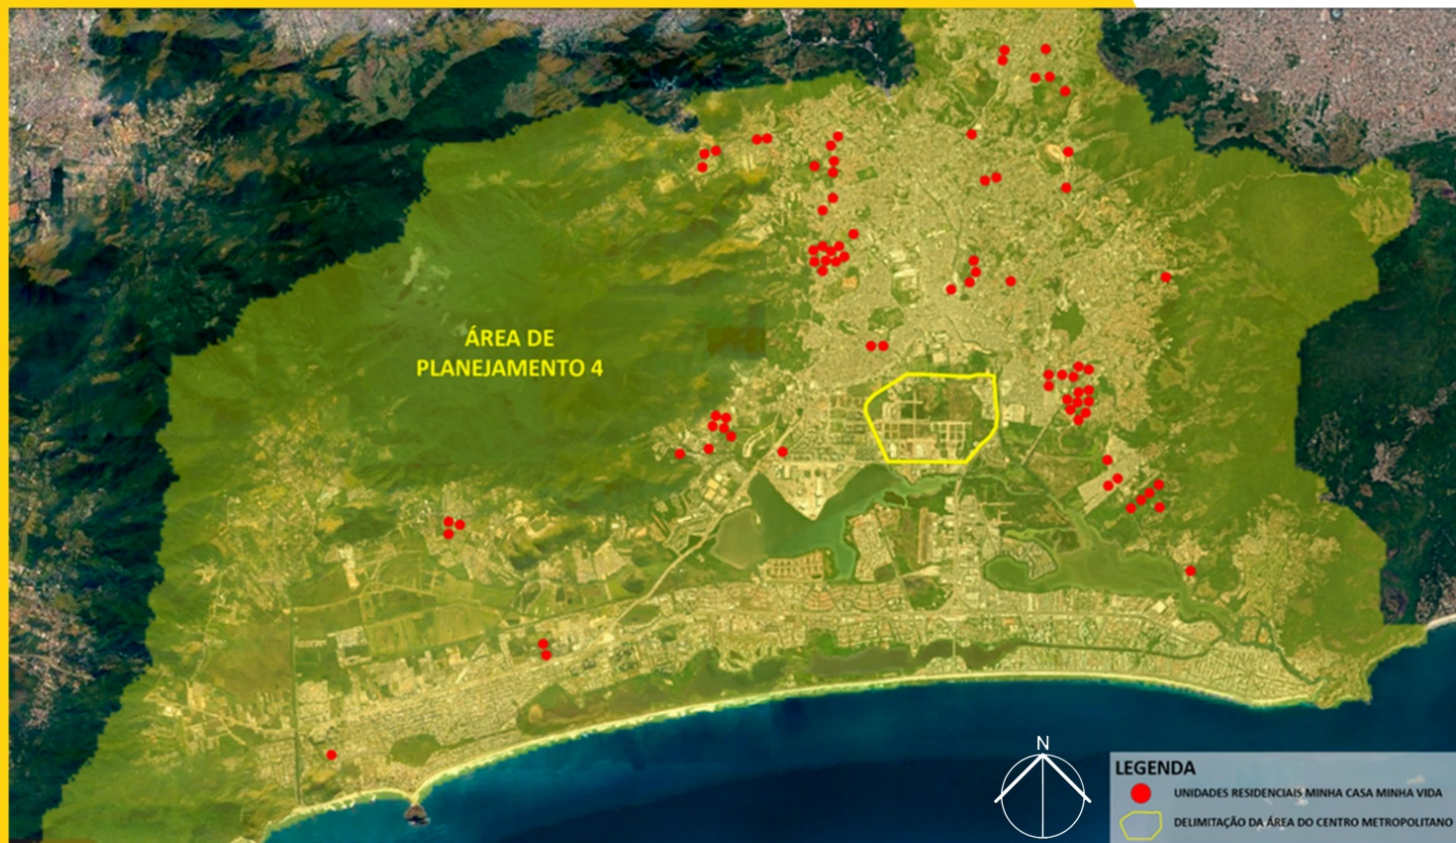 ÁREA DE
PLANEJAMENTO 4
N
LEGENDA
UNIDADES RESIDENCIAIS MINHA CASA MINHA VIDA
DELIMITAÇÃO DA ÁREA DO CENTRO METROPOLITANO